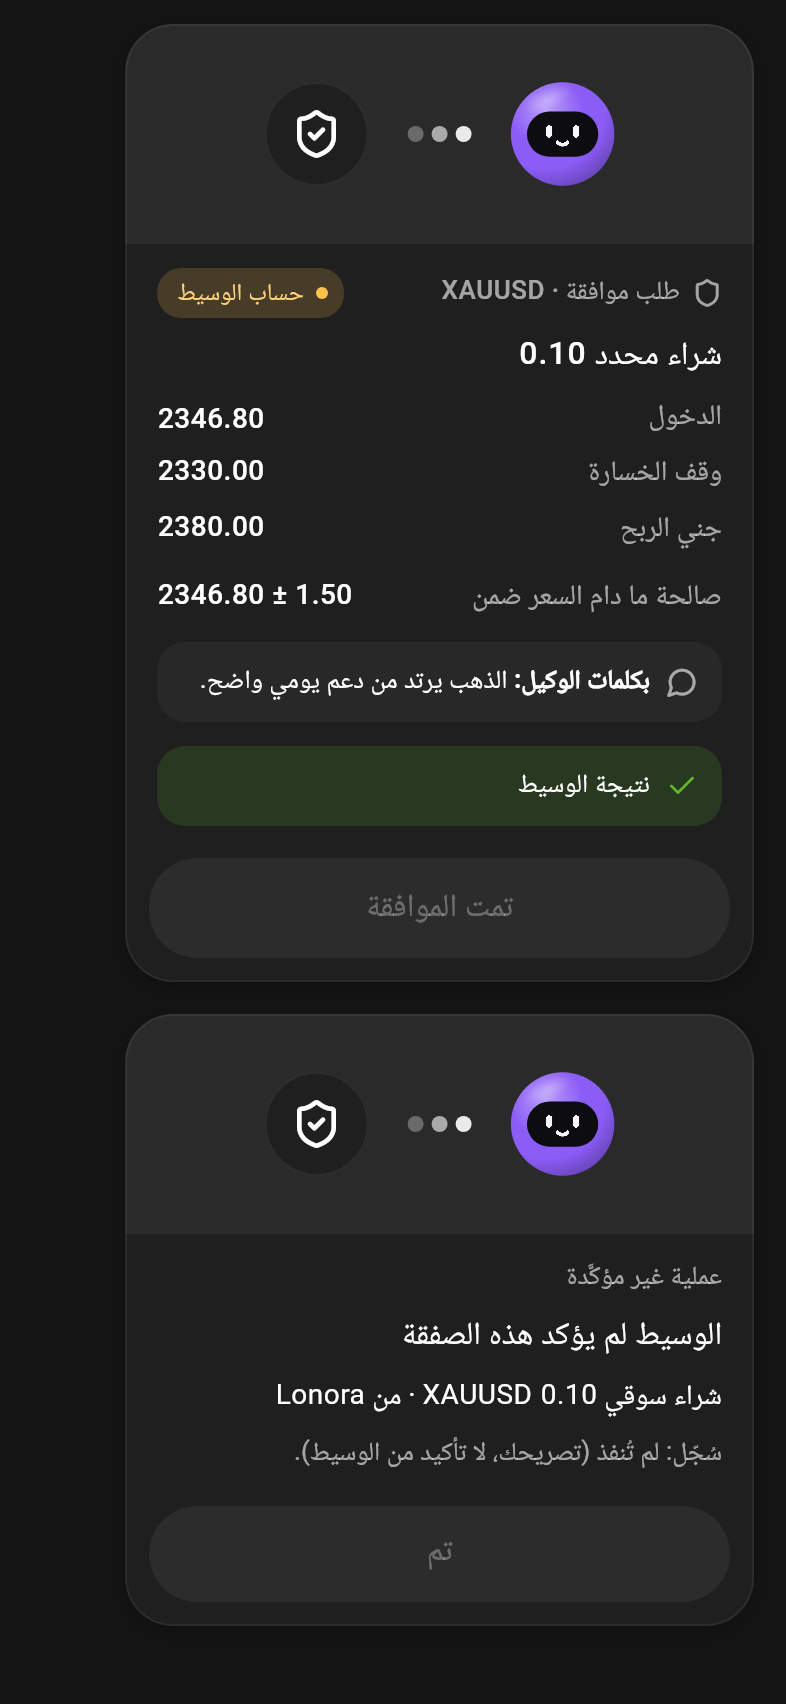 طلب موافقة · XAUUSD
حساب الوسيط
شراء محدد 0.10
الدخول 2346.80
وقف الخسارة 2330.00
جني الربح 2380.00
صالحة ما دام السعر ضمن 2346.80 ± 1.50
بكلمات الوكيل: الذهب يرتد من دعم يومي واضح.
نتيجة الوسيط
تمت الموافقة
عملية غير مؤكَّدة
الوسيط لم يؤكد هذه الصفقة
شراء سوقي 0.10 XAUUSD · من Lonora
سُجّل: لم تُنفذ (تصريحك، لا تأكيد من الوسيط).
تم